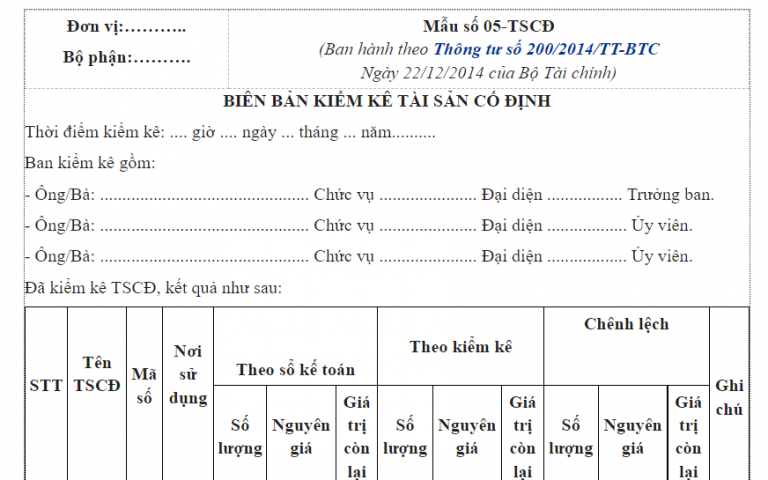 Đơn vị:………..
Mẫu số 05-TSCĐ
Bộ phận:……….
(Ban hành theo Thông tư số 200/2014/TT-BTC
Ngày 22/12/2014 của Bộ Tài chính)
BIÊN BẢN KIỂM KÊ TÀI SẢN CỐ ĐỊNH
Thời điểm kiểm kê: .... giờ .... ngày ... tháng ... năm..........
Ban kiểm kê gồm:
- Ông/Bà: ................................................ Chức vụ ...................... Đại diện ................. Trưởng ban.
- Ông/Bà: ................................................ Chức vụ ...................... Đại diện .................. Ủy viên.
- Ông/Bà: ................................................ Chức vụ ...................... Đại diện .................. Ủy viên.
Đã kiểm kê TSCĐ, kết quả như sau:
STT
Tên
TSCĐ
Mã
số
Nơi
sử
dụng
Theo sổ kế toán
Theo kiểm kê
Chênh lệch
Ghi
chú
Số
lượng
Nguyên
giá
Giá
trị
còn
lại
Số
lượng
Nguyên
giá
Giá
trị
còn
lại
Số
lượng
Nguyên
giá
Giá
trị
còn
lại